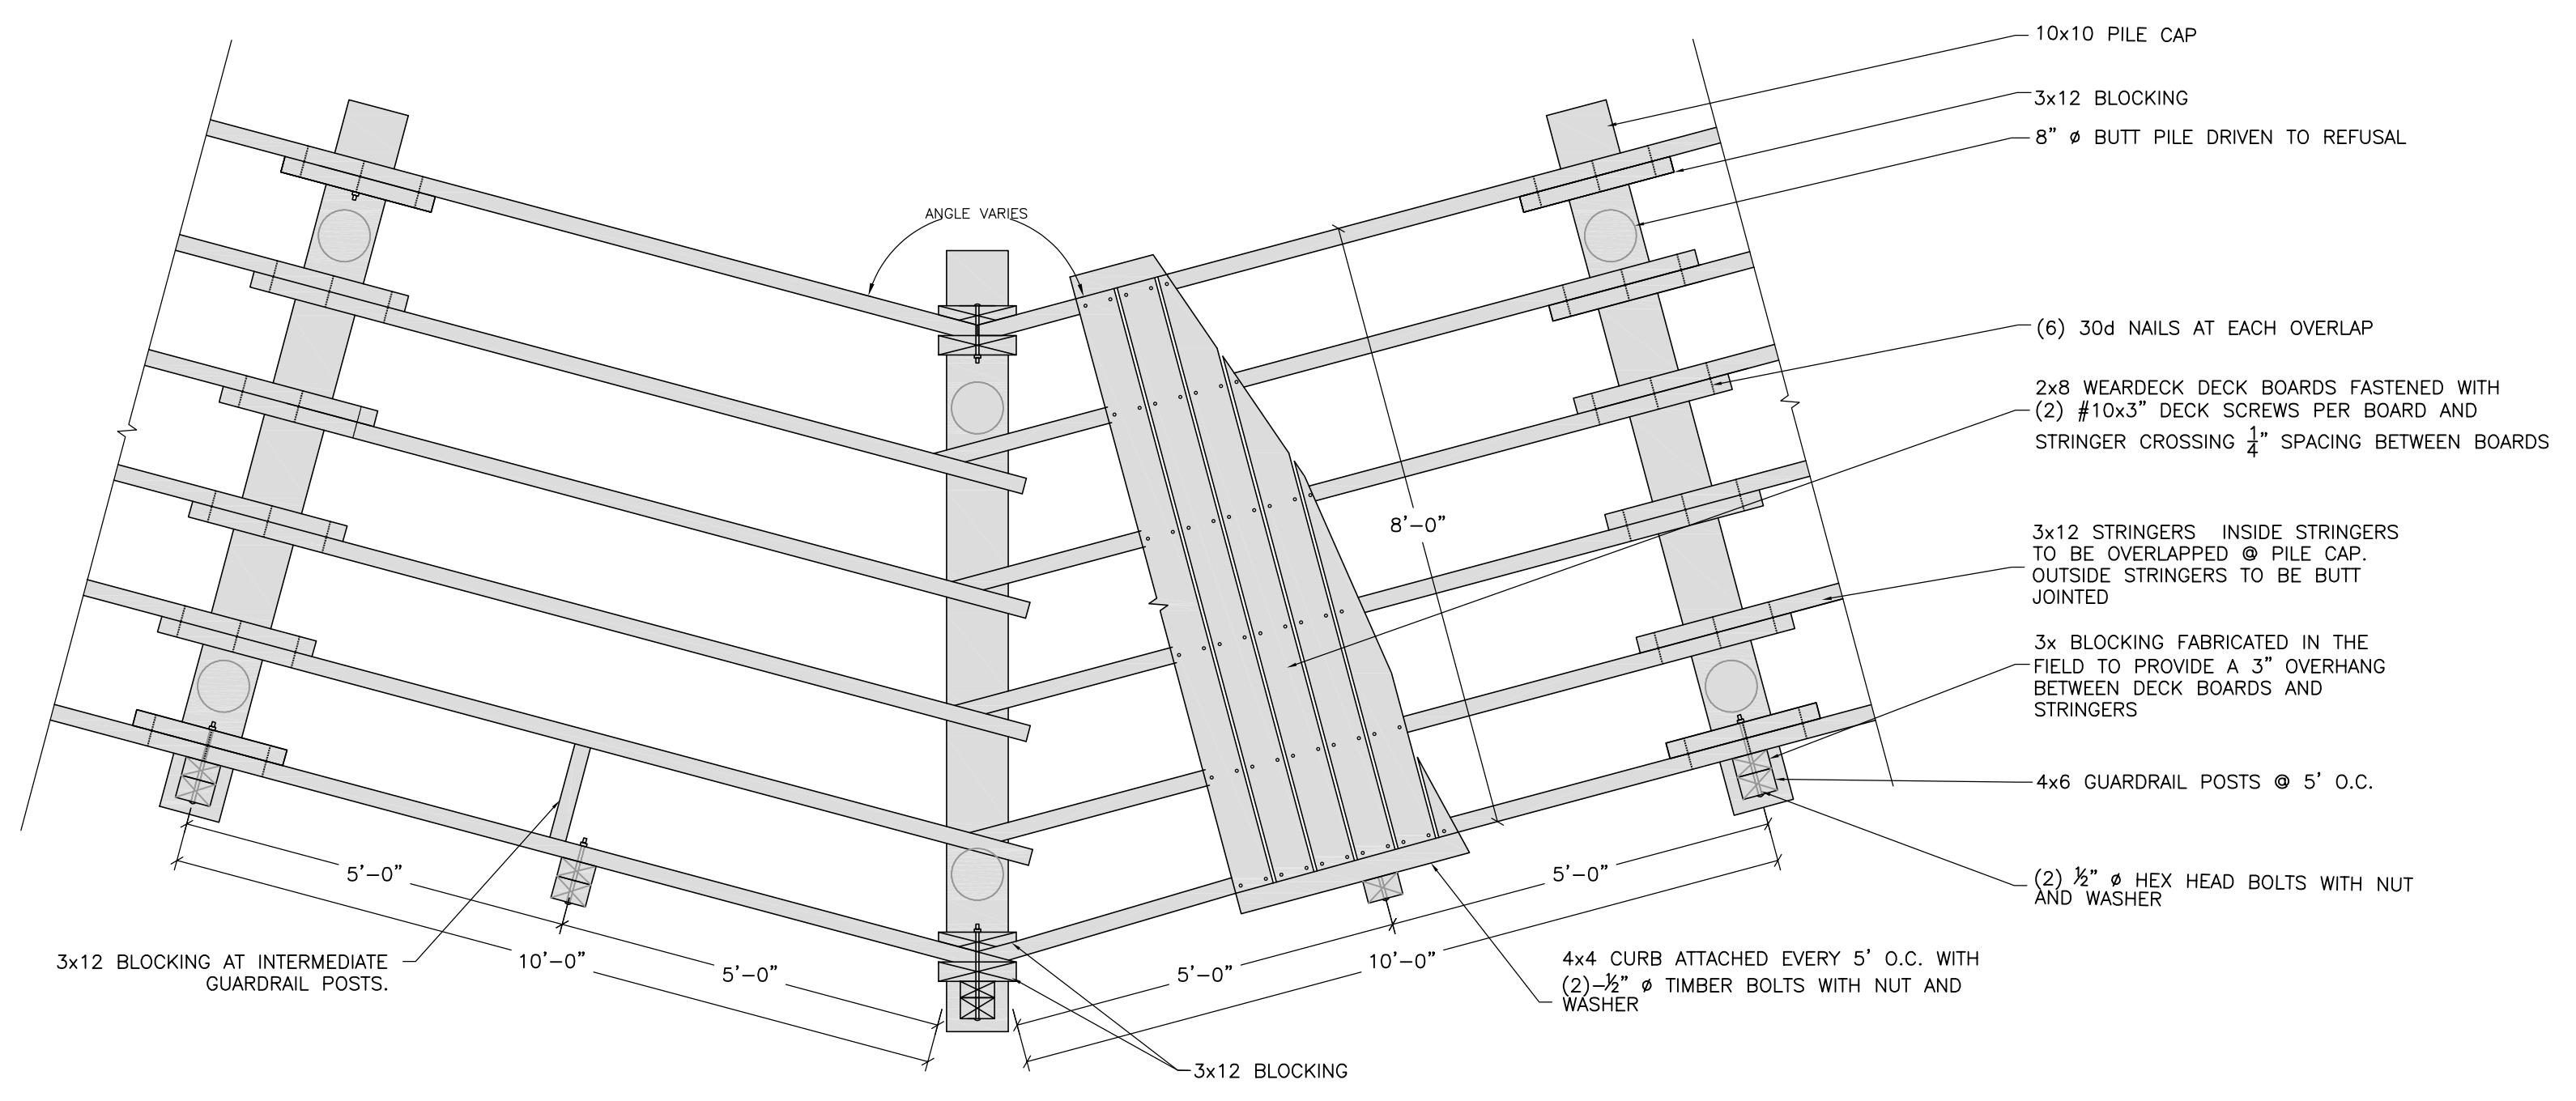 10x10 PILE CAP
3x12 BLOCKING
8" ø BUTT PILE DRIVEN TO REFUSAL
ANGLE VARIES
(6) 30d NAILS AT EACH OVERLAP
2x8 WEARDECK DECK BOARDS FASTENED WITH
(2) #10x3" DECK SCREWS PER BOARD AND
STRINGER CROSSING 1/4" SPACING BETWEEN BOARDS
8'-0"
3x12 STRINGERS INSIDE STRINGERS
TO BE OVERLAPPED @ PILE CAP.
OUTSIDE STRINGERS TO BE BUTT
JOINTED
3x BLOCKING FABRICATED IN THE
FIELD TO PROVIDE A 3" OVERHANG
BETWEEN DECK BOARDS AND
STRINGERS
4x6 GUARDRAIL POSTS @ 5' O.C.
(2) ½" ø HEX HEAD BOLTS WITH NUT
AND WASHER
5'-0"
5'-0"
10'-0"
5'-0"
5'-0"
10'-0"
3x12 BLOCKING AT INTERMEDIATE
GUARDRAIL POSTS.
4x4 CURB ATTACHED EVERY 5' O.C. WITH
(2)-½" ø TIMBER BOLTS WITH NUT AND
WASHER
3x12 BLOCKING